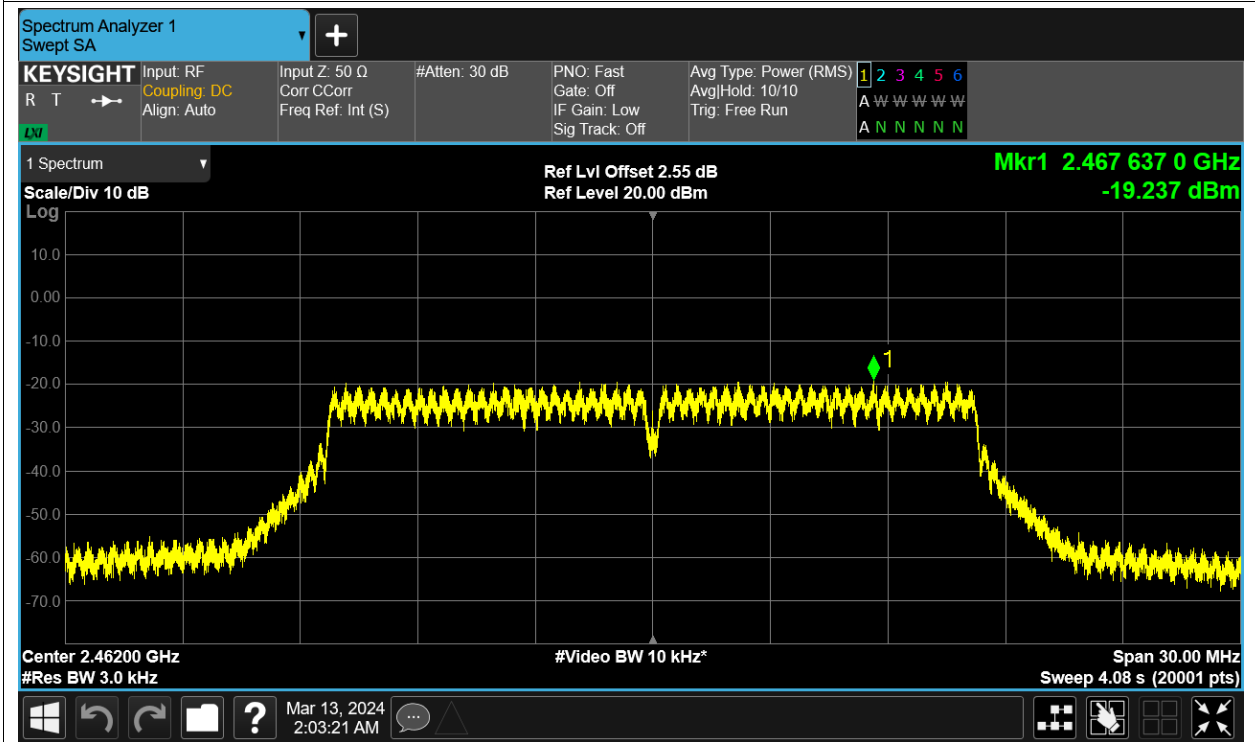 Spectrum Analyzer 1
Swept SA
KEYSIGHT
R T
LXI
Input: RF
Coupling: DC
Align: Auto
Input Z: 50 Ω
Corr CCorr
Freq Ref: Int (S)
#Atten: 30 dB
PNO: Fast
Gate: Off
IF Gain: Low
Sig Track: Off
Avg Type: Power (RMS)
Avg|Hold: 10/10
Trig: Free Run
1 2 3 4 5 6
A W W W W W
A N N N N N
1 Spectrum
Scale/Div 10 dB
Log
Ref Lvl Offset 2.55 dB
Ref Level 20.00 dBm
Mkr1 2.467 637 0 GHz
-19.237 dBm
10.0
0.00
-10.0
1
-20.0
-30.0
-40.0
-50.0
-60.0
-70.0
Center 2.46200 GHz
#Res BW 3.0 kHz
#Video BW 10 kHz*
Span 30.00 MHz
Sweep 4.08 s (20001 pts)
?
Mar 13, 2024
2:03:21 AM